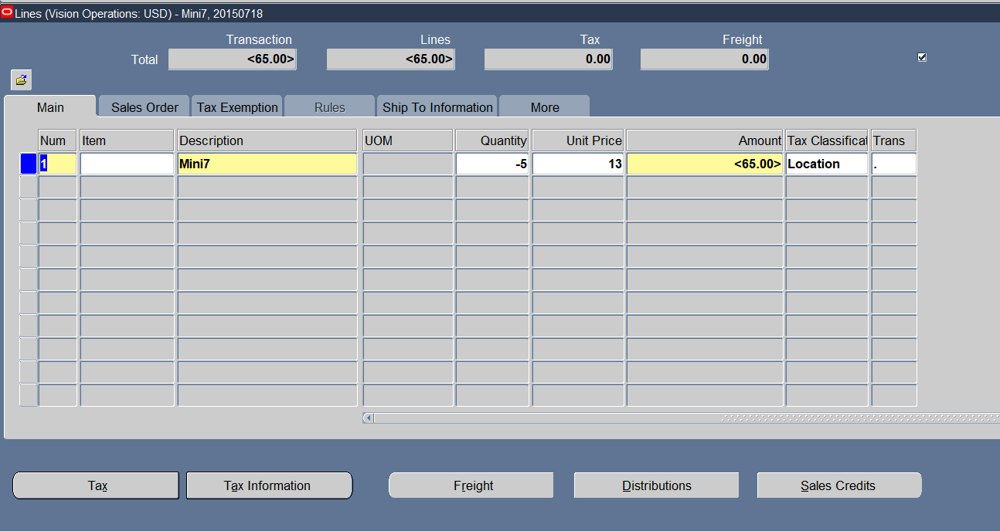 Lines (Vision Operations: USD) - Mini7, 20150718
Transaction Lines Tax Freight
Total <65.00> <65.00> 0.00 0.00
Main Sales Order Tax Exemption Rules Ship To Information More
Num Item Description UOM Quantity Unit Price Amount Tax Classificat Trans
1 Mini7 -5 13 <65.00> Location .
Tax Tax Information Freight Distributions Sales Credits